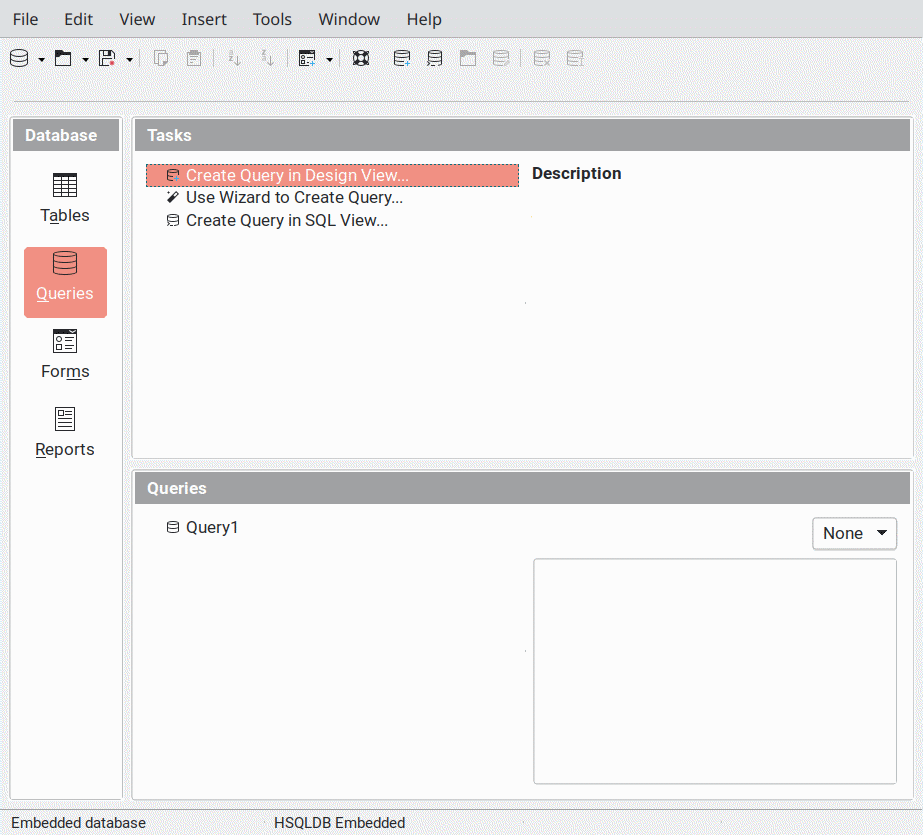 File Edit View Insert Tools Window Help
Database
Tables
Queries
Forms
Reports
Tasks
Create Query in Design View...
Use Wizard to Create Query...
Create Query in SQL View...
Description
Queries
Query1
None
Embedded database HSQLDB Embedded